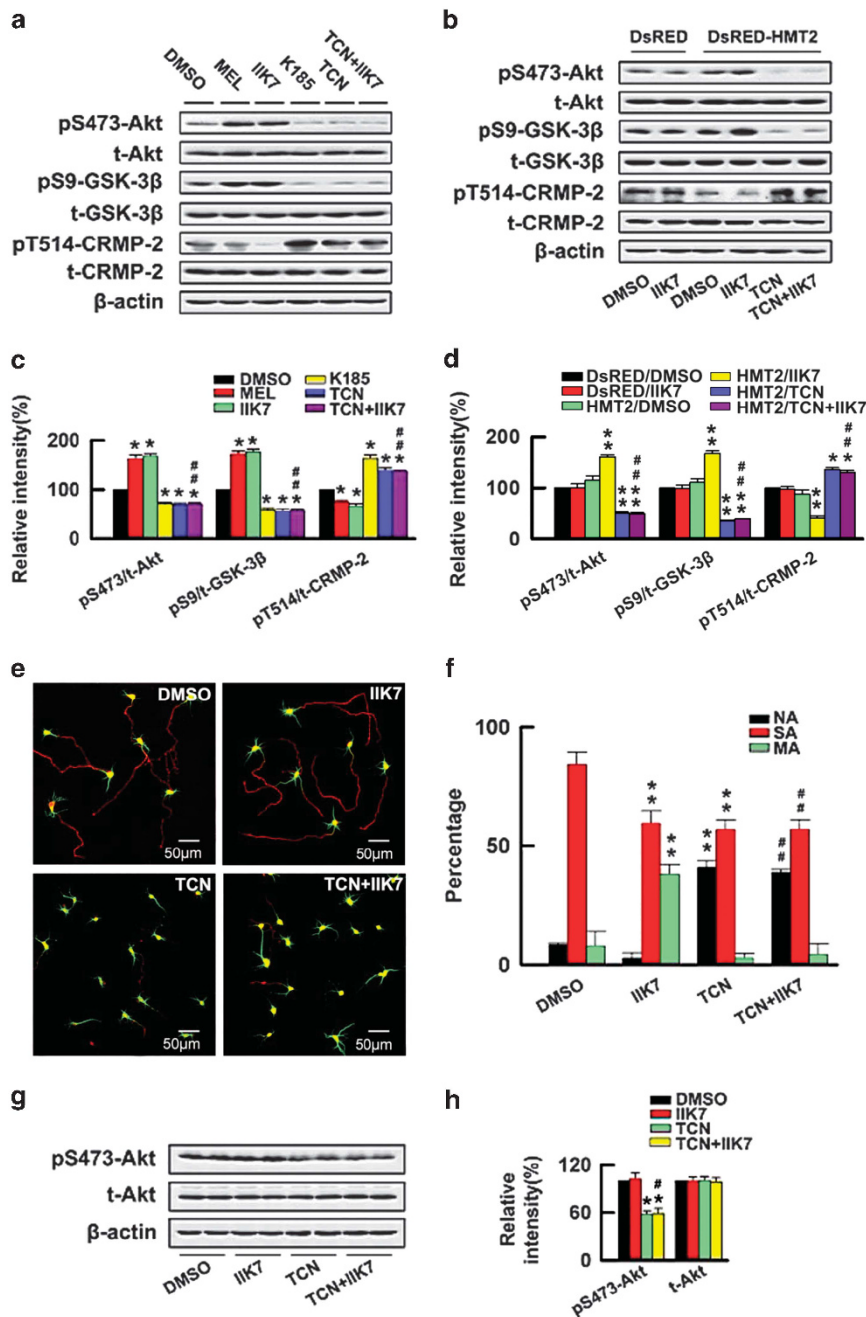 a
DMSO
MEL
IIK7
K185
TCN
TCN+IIK7
pS473-Akt
t-Akt
pS9-GSK-3β
t-GSK-3β
pT514-CRMP-2
t-CRMP-2
β-actin
b
DsRED DsRED-HMT2
pS473-Akt
t-Akt
pS9-GSK-3β
t-GSK-3β
pT514-CRMP-2
t-CRMP-2
β-actin
DMSO
IIK7
DMSO
IIK7
TCN
TCN+IIK7
c
DMSO K185
MEL TCN
IIK7 TCN+IIK7
Relative intensity(%)
200
100
0
* * * * * # # *
* * * * * # # *
* * * * # # *
pS473/t-Akt
pS9/t-GSK-3β
pT514/t-CRMP-2
d
DsRED/DMSO HMT2/IIK7
DsRED/IIK7 HMT2/TCN
HMT2/DMSO HMT2/TCN+IIK7
Relative intensity(%)
200
100
0
** ** ## **
** ** ## **
** ** ## **
pS473/t-Akt
pS9/t-GSK-3β
pT514/t-CRMP-2
e
DMSO
50μm
IIK7
50μm
TCN
50μm
TCN+IIK7
50μm
f
NA
SA
MA
Percentage
100
50
0
** ** ** ** ## ##
DMSO
IIK7
TCN
TCN+IIK7
g
pS473-Akt
t-Akt
β-actin
DMSO
IIK7
TCN
TCN+IIK7
h
DMSO
IIK7
TCN
TCN+IIK7
Relative
intensity(%)
120
60
0
* # *
pS473-Akt
t-Akt